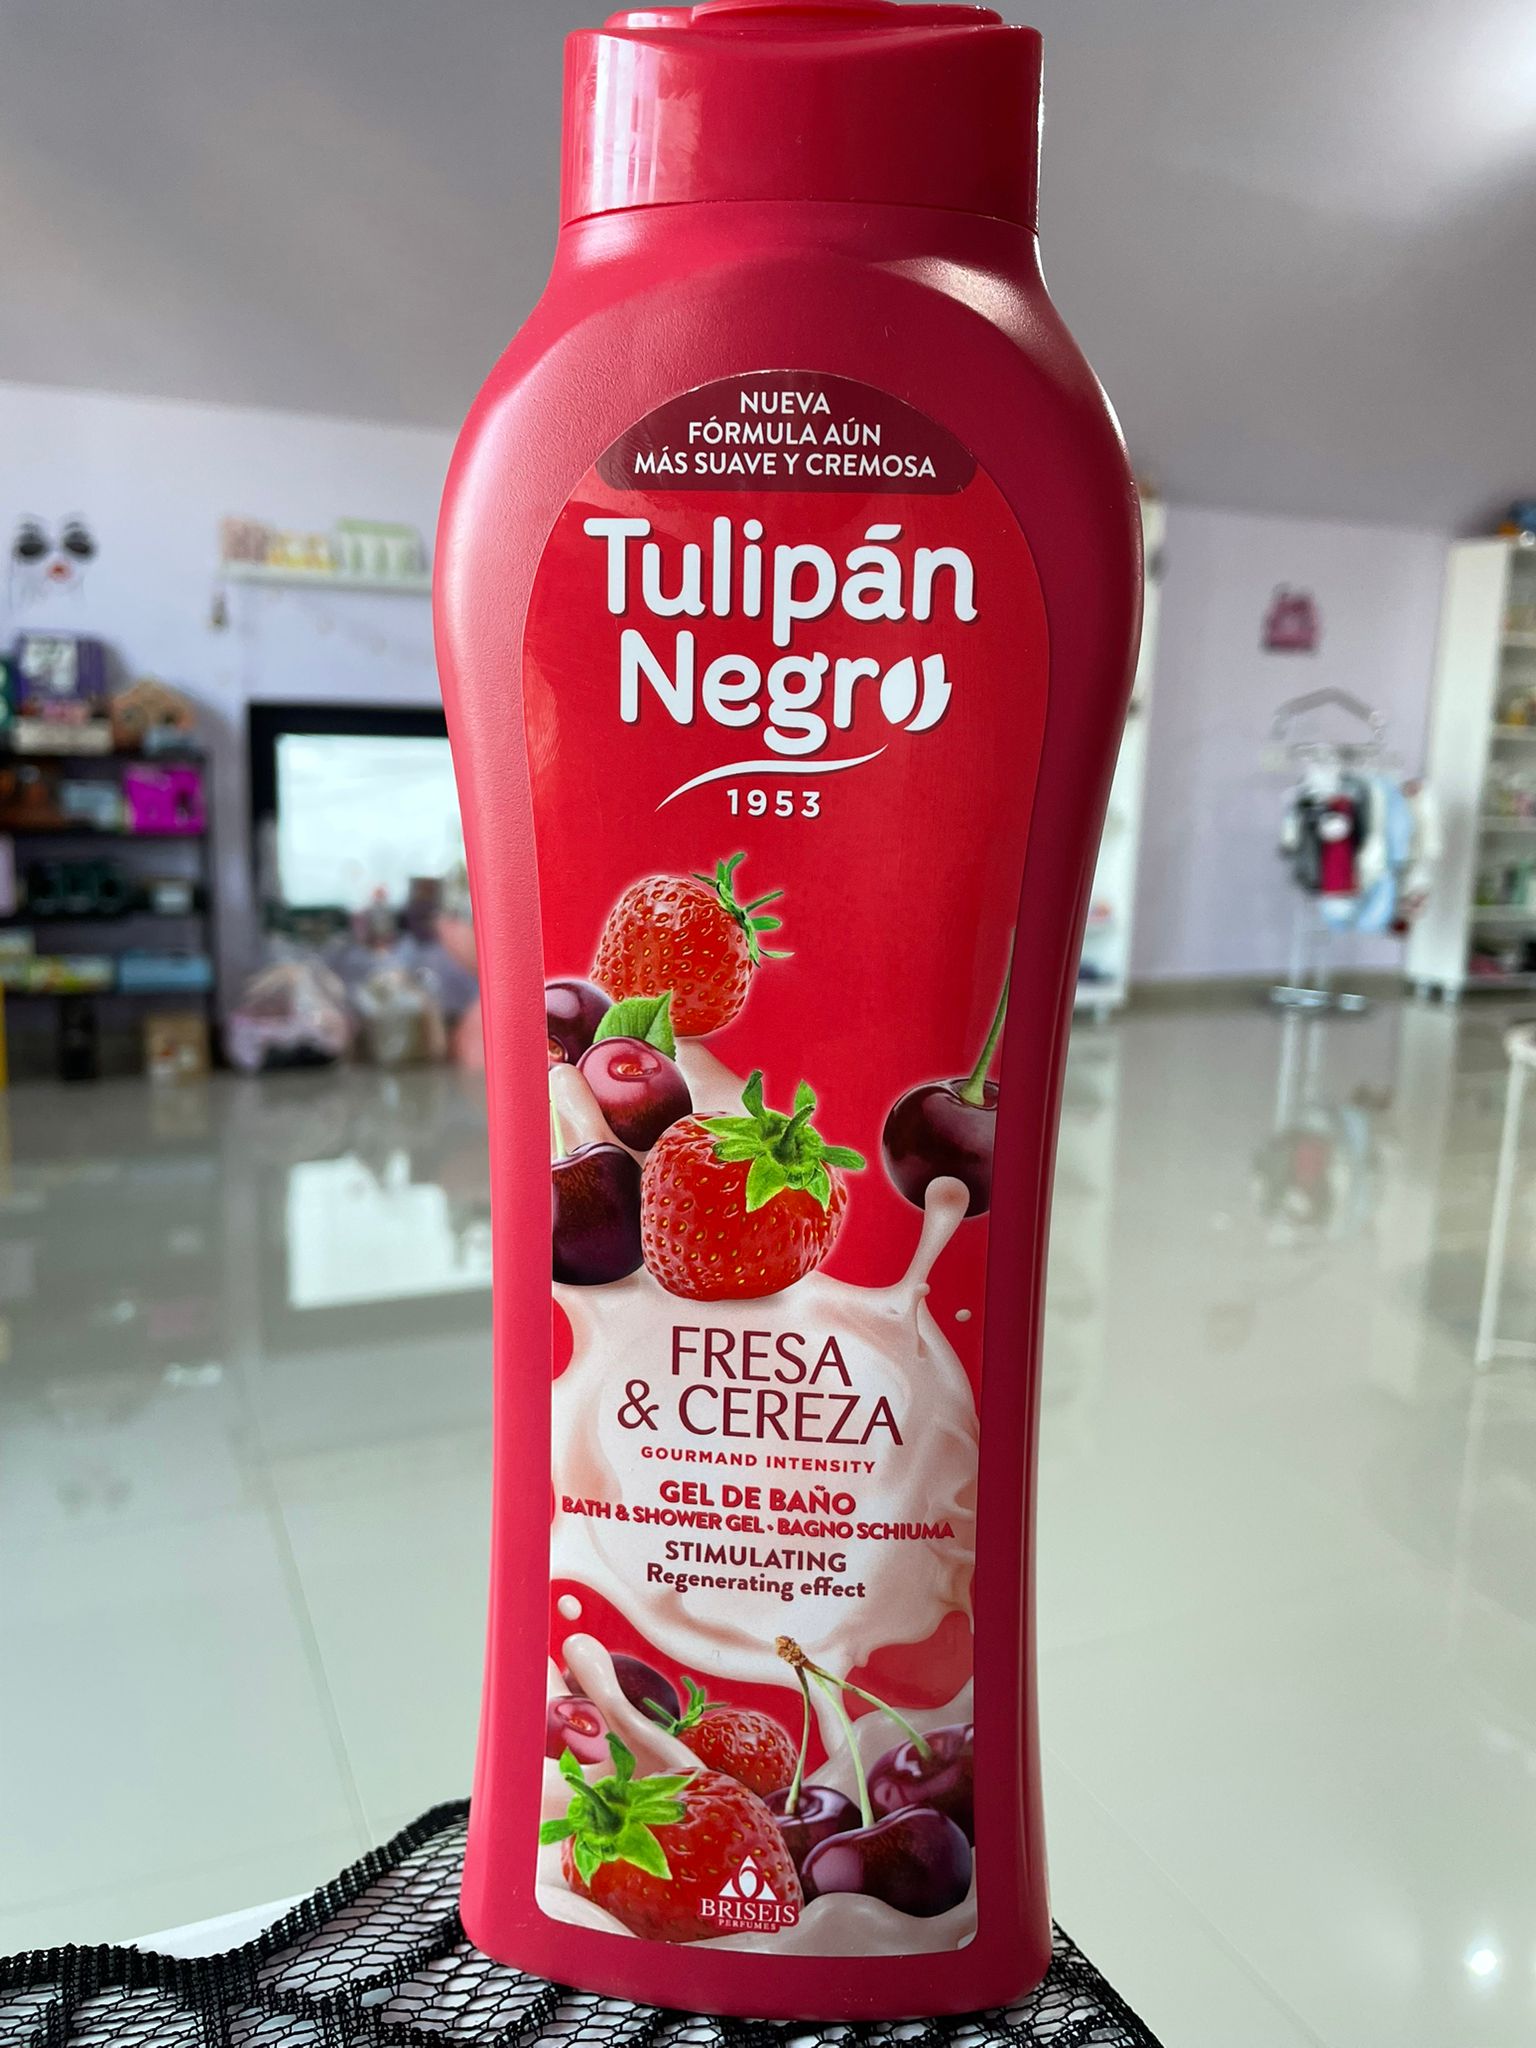 NUEVA
FÓRMULA AÚN
MÁS SUAVE Y CREMOSA
Tulipán
Negro
1953
FRESA
& CEREZA
GOURMAND INTENSITY
GEL DE BAÑO
BATH & SHOWER GEL • BAGNO SCHIUMA
STIMULATING
Regenerating effect
BRISEIS
PERFUMES